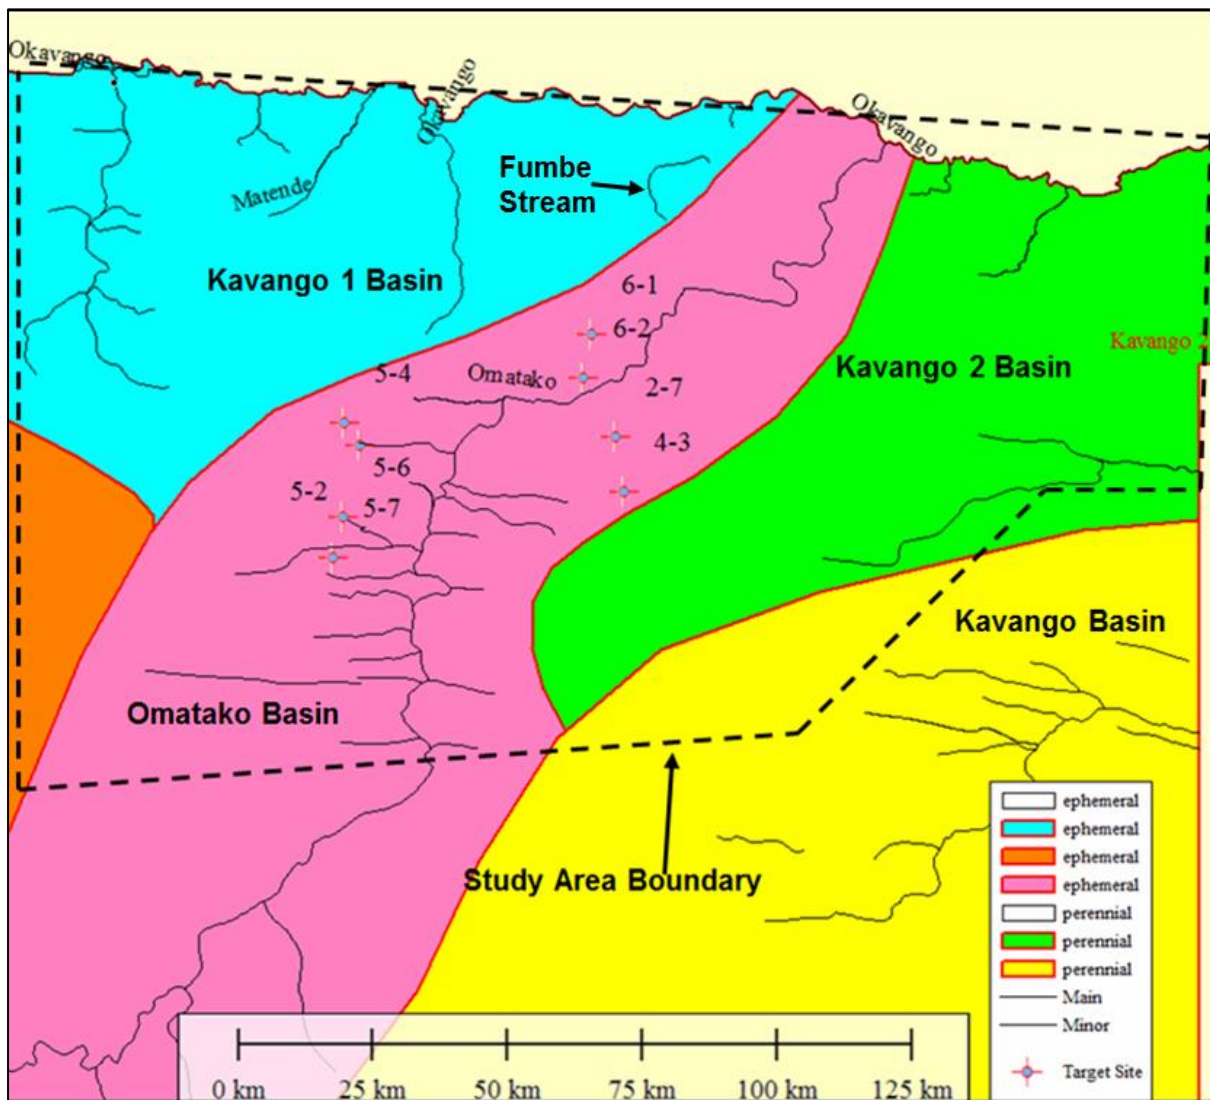 Okavango
Okavango
Okavango
Fumbe
Stream
Matende
Kavango 1 Basin
6-1
6-2
Kavango 2
Kavango 2 Basin
5-4
Omatako
2-7
4-3
5-6
5-2
5-7
Kavango Basin
Omatako Basin
Study Area Boundary
ephemeral
ephemeral
ephemeral
ephemeral
perennial
perennial
perennial
Main
Minor
Target Site
0 km
25 km
50 km
75 km
100 km
125 km